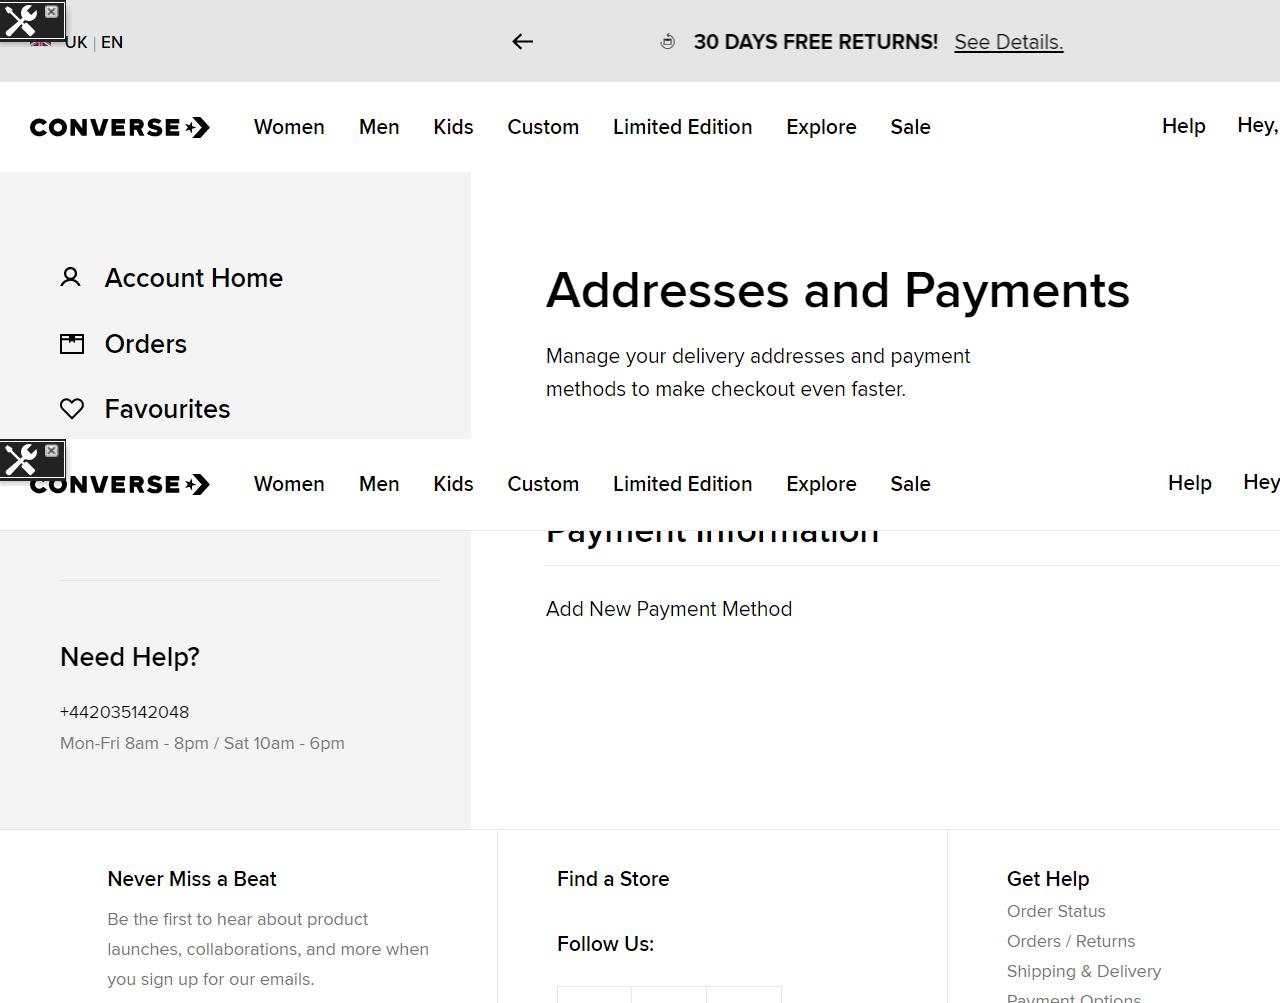 UK | EN
30 DAYS FREE RETURNS! See Details.
CONVERSE
Women Men Kids Custom Limited Edition Explore Sale
Help Hey,
Account Home
Orders
Favourites
Addresses and Payments
Manage your delivery addresses and payment
methods to make checkout even faster.
CONVERSE
Women Men Kids Custom Limited Edition Explore Sale
Help Hey
Payment Information
Add New Payment Method
Need Help?
+442035142048
Mon-Fri 8am - 8pm / Sat 10am - 6pm
Never Miss a Beat
Be the first to hear about product
launches, collaborations, and more when
you sign up for our emails.
Find a Store
Follow Us:
Get Help
Order Status
Orders / Returns
Shipping & Delivery
Payment Options